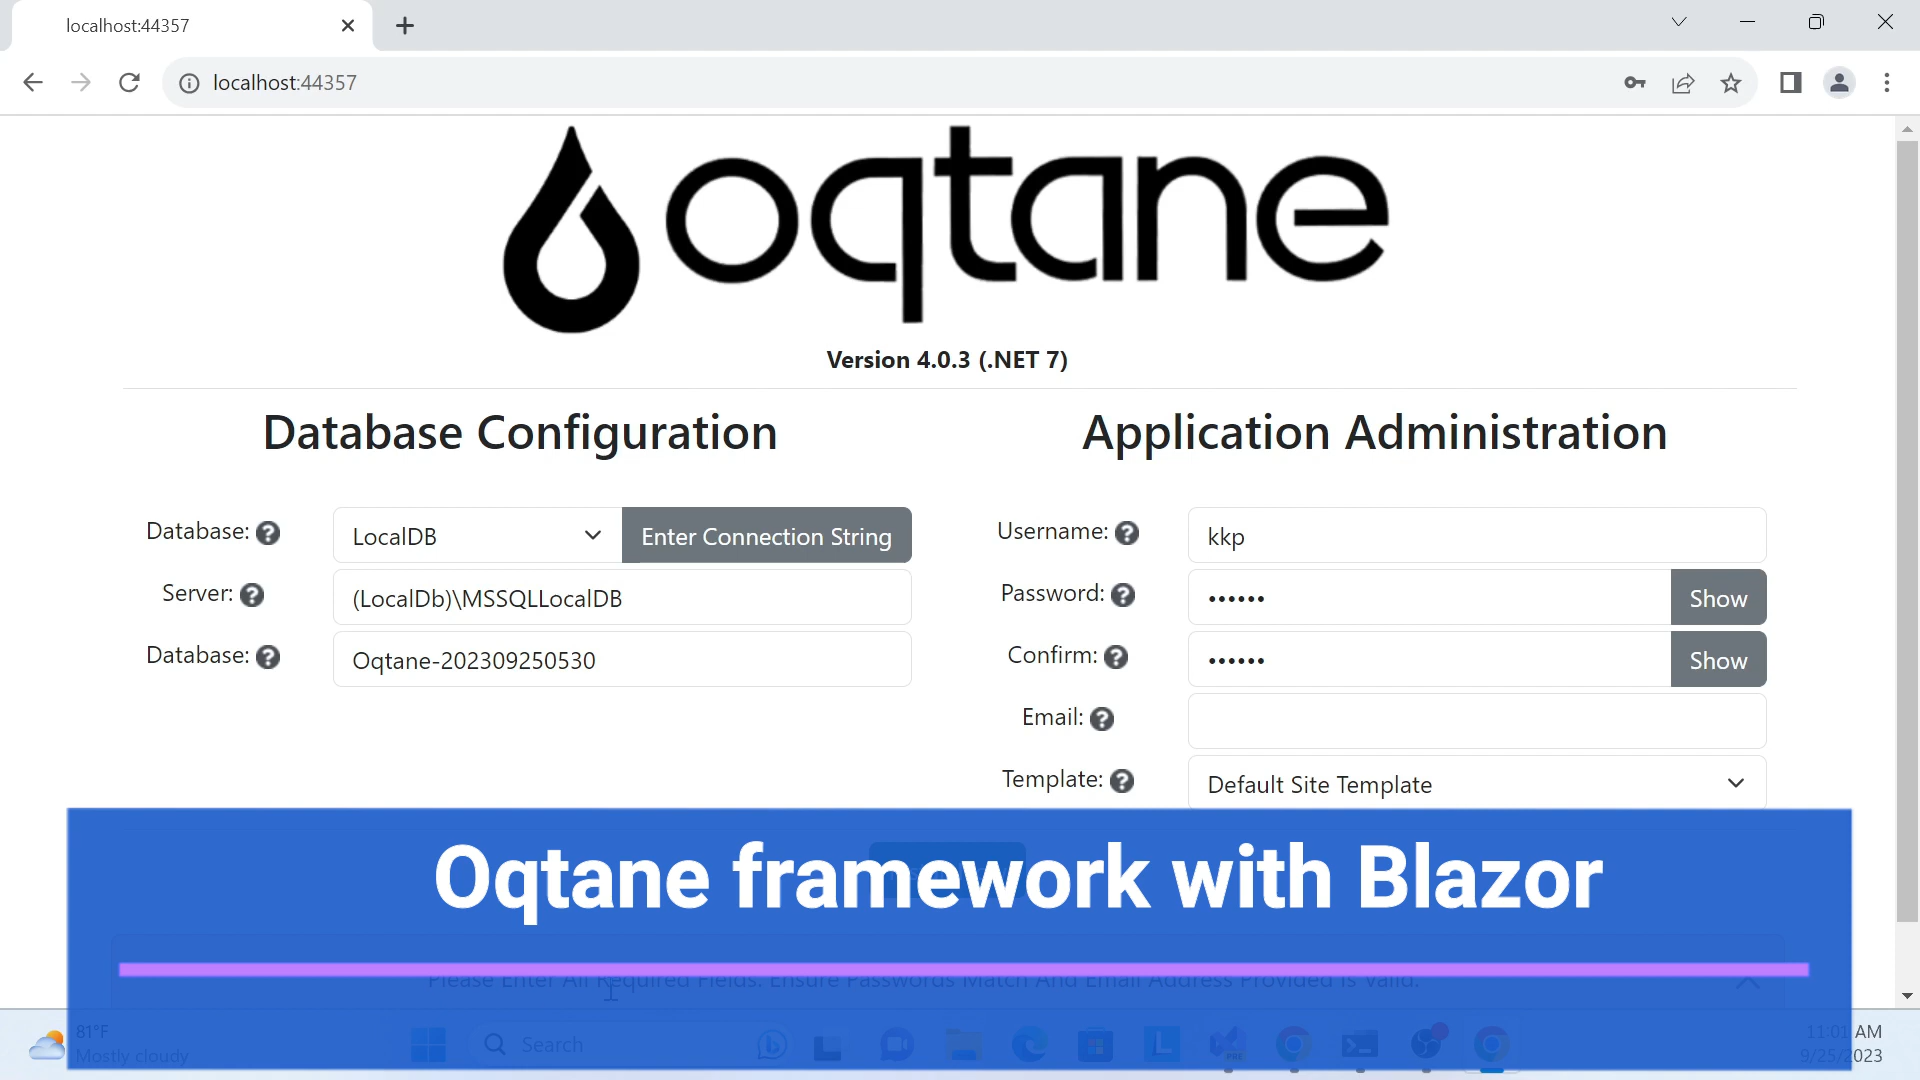 localhost:44357
localhost:44357
oqtane
Version 4.0.3 (.NET 7)
Database Configuration
Application Administration
Database:
LocalDB
Enter Connection String
Username:
kkp
Server:
(LocalDb)\MSSQLLocalDB
Password:
••••••
Show
Database:
Oqtane-202309250530
Confirm:
••••••
Show
Email:
Template:
Default Site Template
Oqtane framework with Blazor
Please Enter All Required Fields. Ensure Passwords Match And Email Address Provided Is Valid.
81°F
Mostly cloudy
Search
PRE
11:01 AM
9/25/2023